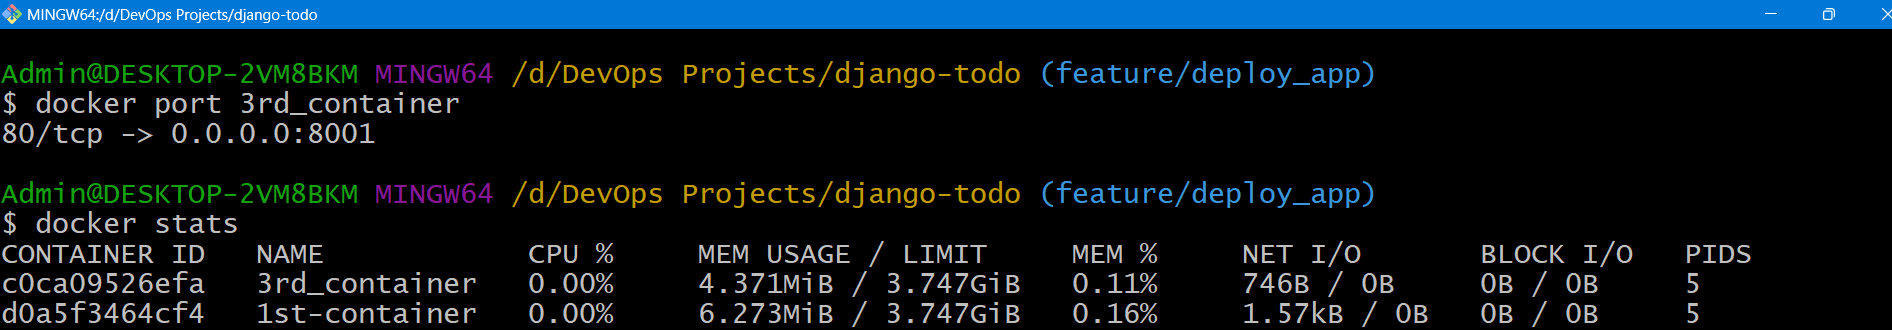 MINGW64:/d/DevOps Projects/django-todo
Admin@DESKTOP-2VM8BKM MINGW64 /d/DevOps Projects/django-todo (feature/deploy_app)
$ docker port 3rd_container
80/tcp -> 0.0.0.0:8001
Admin@DESKTOP-2VM8BKM MINGW64 /d/DevOps Projects/django-todo (feature/deploy_app)
$ docker stats
CONTAINER ID   NAME            CPU %     MEM USAGE / LIMIT     MEM %     NET I/O       BLOCK I/O   PIDS
c0ca09526efa   3rd_container   0.00%     4.371MiB / 3.747GiB   0.11%     746B / 0B     0B / 0B     5
d0a5f3464cf4   1st-container   0.00%     6.273MiB / 3.747GiB   0.16%     1.57kB / 0B   0B / 0B     5